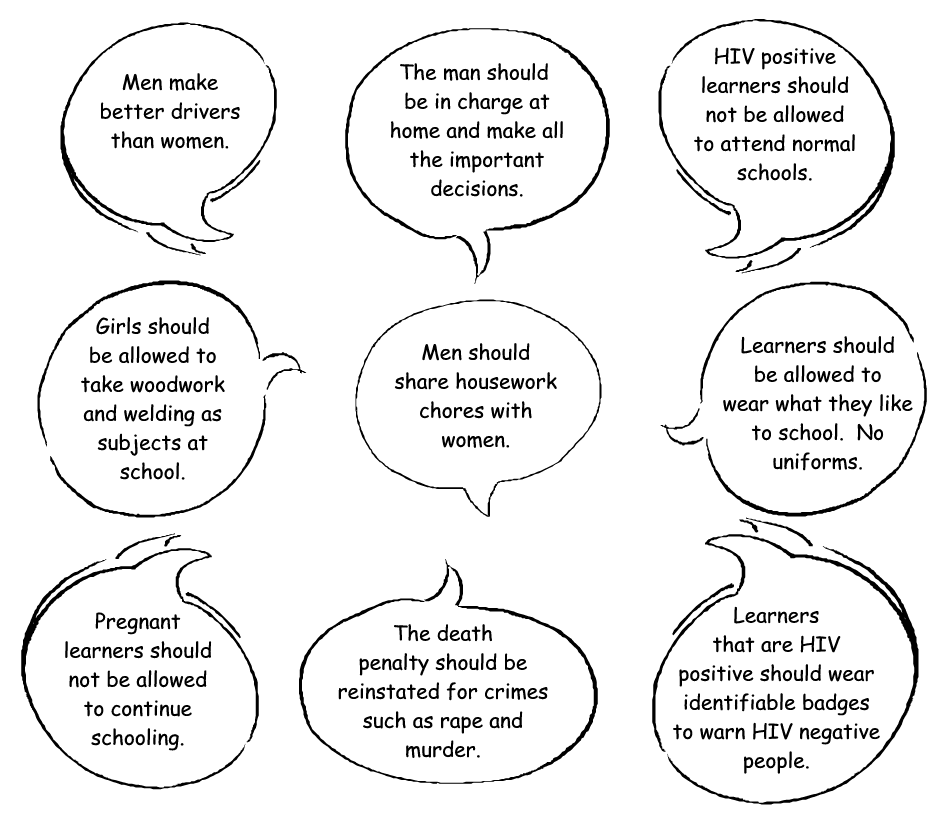 Men make
better drivers
than women.
The man should
be in charge at
home and make all
the important
decisions.
HIV positive
learners should
not be allowed
to attend normal
schools.
Girls should
be allowed to
take woodwork
and welding as
subjects at
school.
Men should
share housework
chores with
women.
Learners should
be allowed to
wear what they like
to school. No
uniforms.
Pregnant
learners should
not be allowed
to continue
schooling.
The death
penalty should be
reinstated for crimes
such as rape and
murder.
Learners
that are HIV
positive should wear
identifiable badges
to warn HIV negative
people.